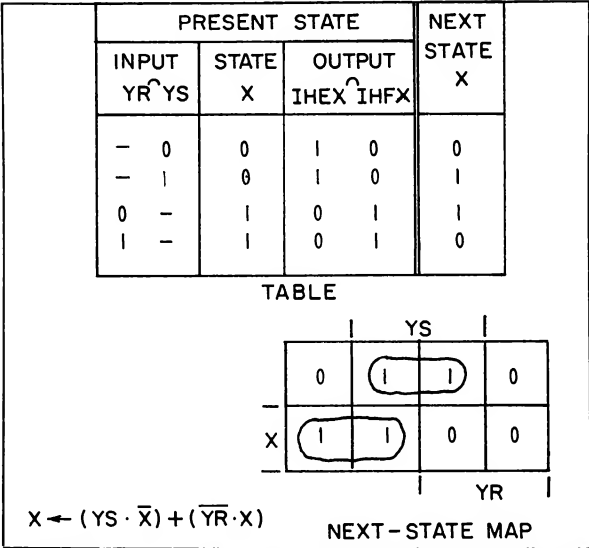 PRESENT STATE NEXT STATE X
INPUT YR⌒YS STATE X OUTPUT IHEX⌒IHFX
– 0 0 1 0 0
– 1 0 1 0 1
0 – 1 0 1 1
1 – 1 0 1 0
TABLE
YS
0 1 1 0
X 1 1 0 0
YR
X ← (YS · X̅) + (Y̅R̅ · X)
NEXT-STATE MAP